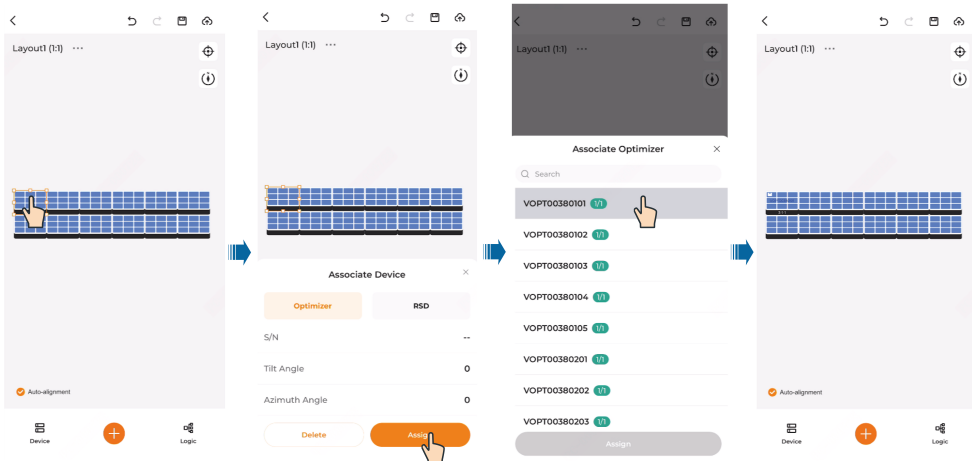 Layout1 (1:1) ···
Auto-alignment
Device
Logic
Layout1 (1:1) ···
Associate Device
Optimizer
RSD
S/N --
Tilt Angle 0
Azimuth Angle 0
Delete
Assign
Layout1 (1:1) ···
Associate Optimizer
Search
VOPT00380101 1/1
VOPT00380102 1/1
VOPT00380103 1/1
VOPT00380104 1/1
VOPT00380105 1/1
VOPT00380201 1/1
VOPT00380202 1/1
VOPT00380203 1/1
Assign
Layout1 (1:1) ···
Auto-alignment
Device
Logic